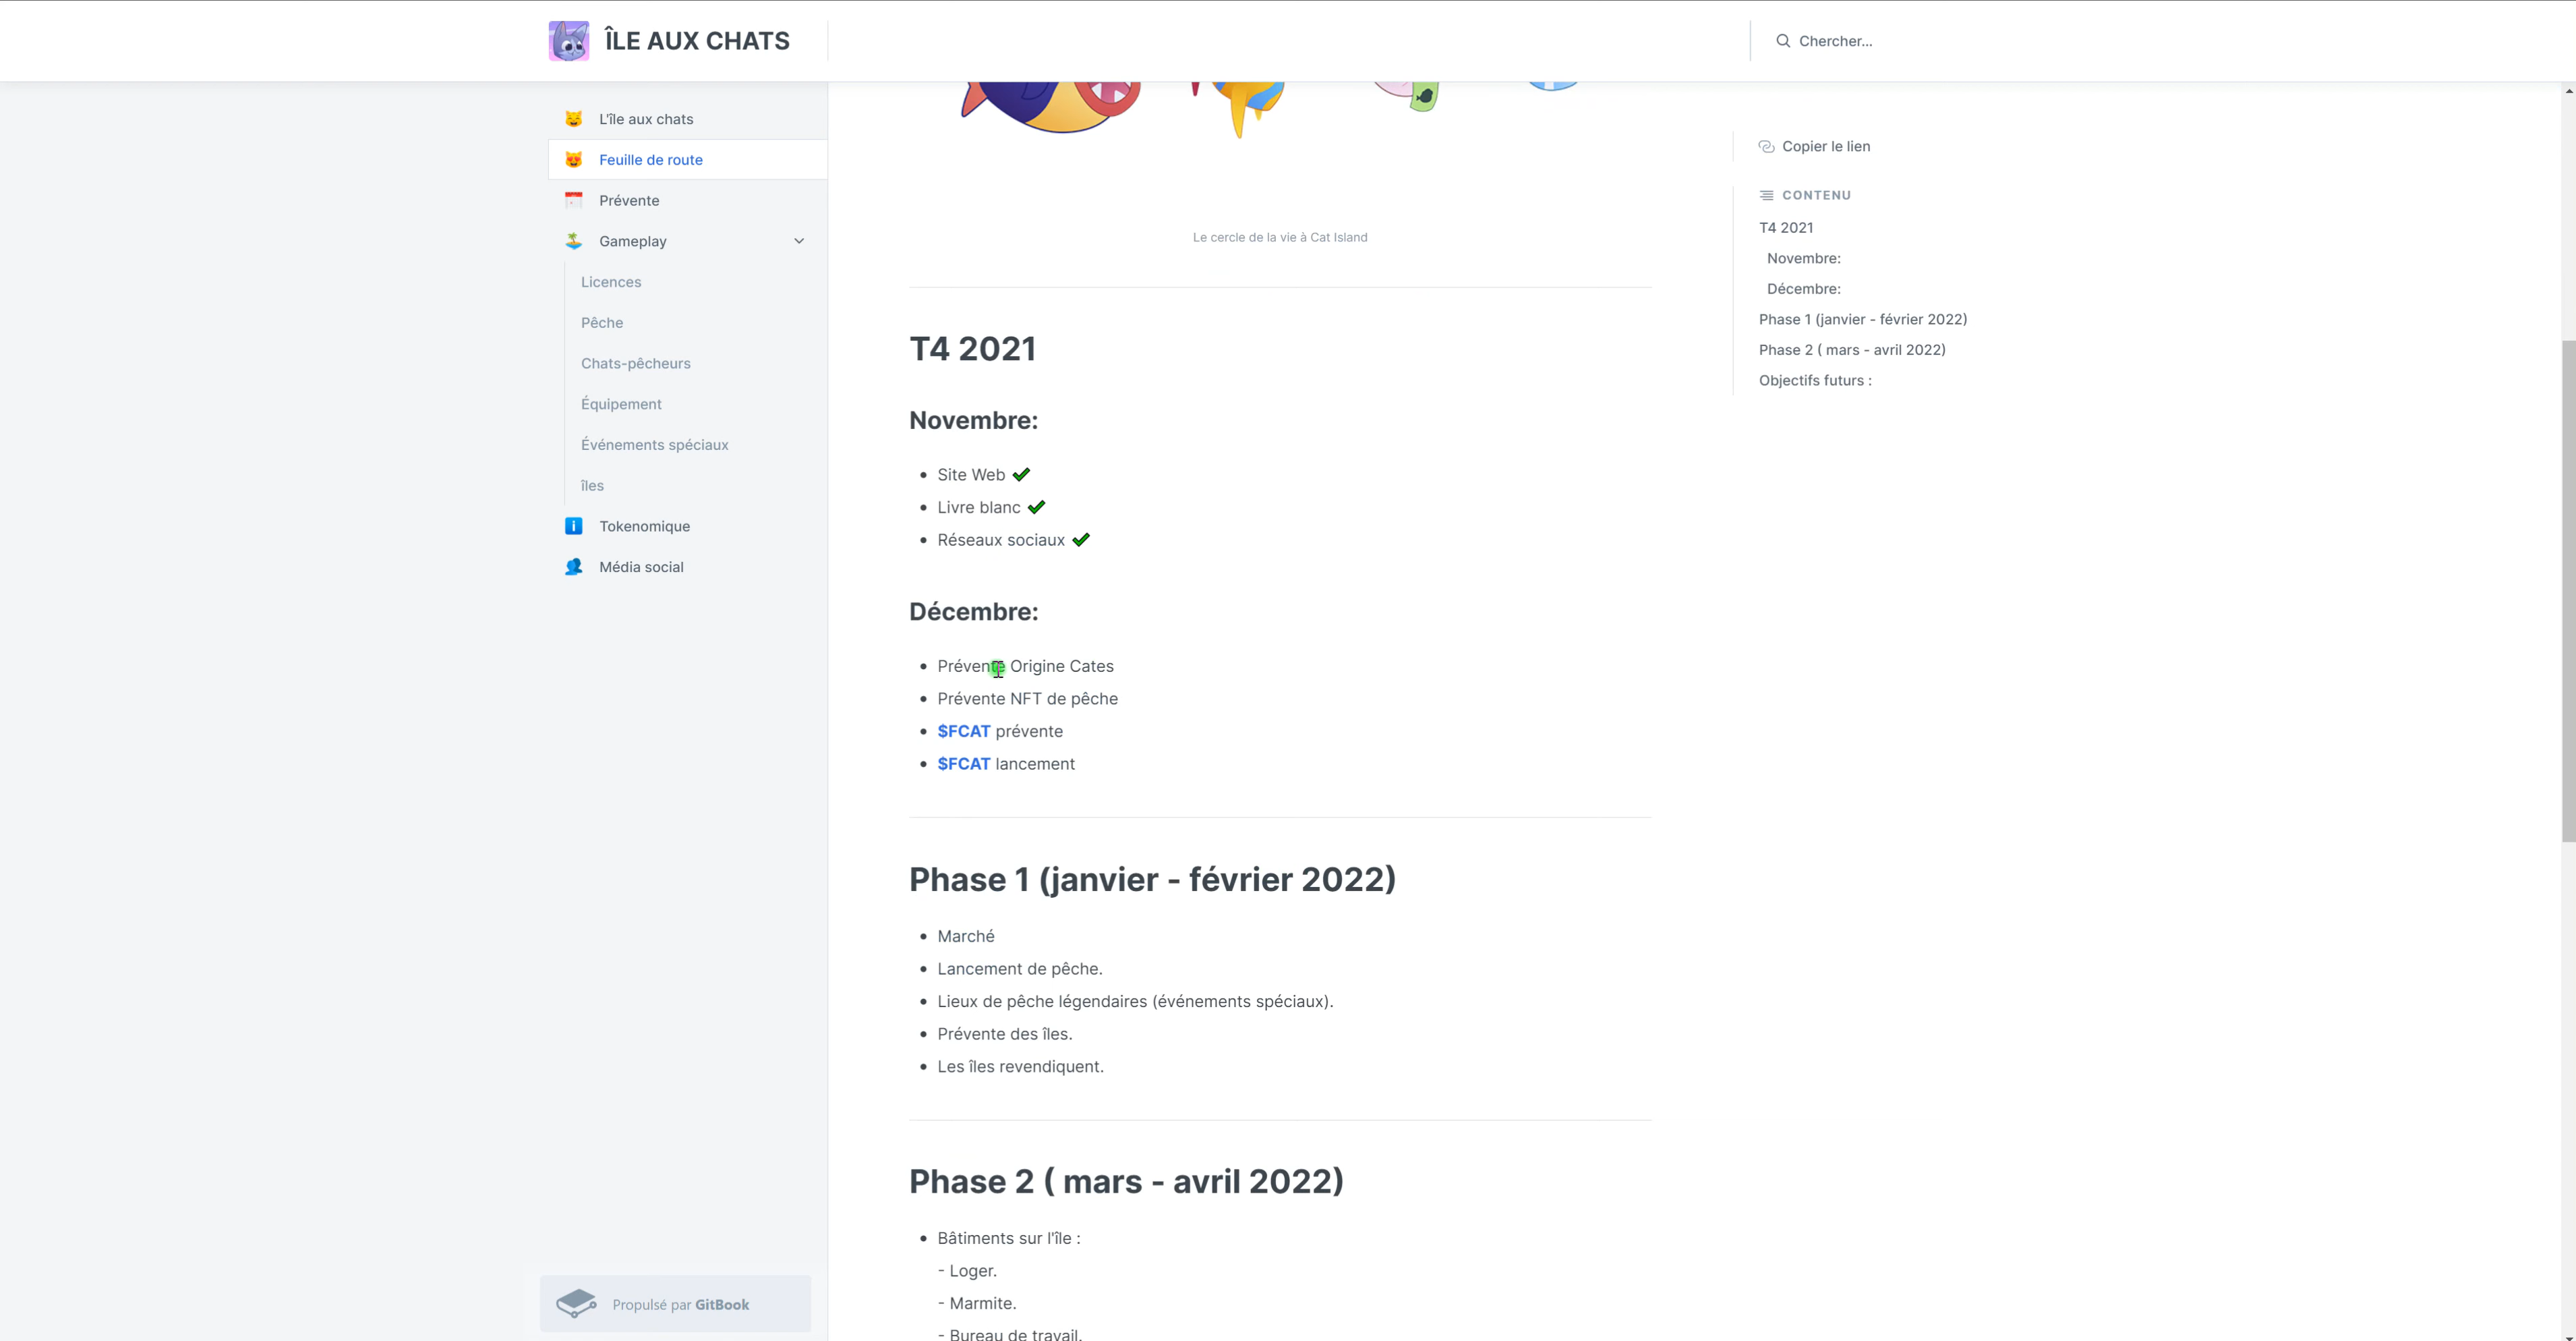 ÎLE AUX CHATS
Chercher...
L'île aux chats
Feuille de route
Prévente
Gameplay
Licences
Pêche
Chats-pêcheurs
Équipement
Événements spéciaux
îles
Tokenomique
Média social
Propulsé par GitBook
Le cercle de la vie à Cat Island
T4 2021
Novembre:
Site Web
Livre blanc
Réseaux sociaux
Décembre:
Prévente Origine Cates
Prévente NFT de pêche
$FCAT prévente
$FCAT lancement
Phase 1 (janvier - février 2022)
Marché
Lancement de pêche.
Lieux de pêche légendaires (événements spéciaux).
Prévente des îles.
Les îles revendiquent.
Phase 2 ( mars - avril 2022)
Bâtiments sur l'île :
- Loger.
- Marmite.
- Bureau de travail.
Copier le lien
CONTENU
T4 2021
Novembre:
Décembre:
Phase 1 (janvier - février 2022)
Phase 2 ( mars - avril 2022)
Objectifs futurs :